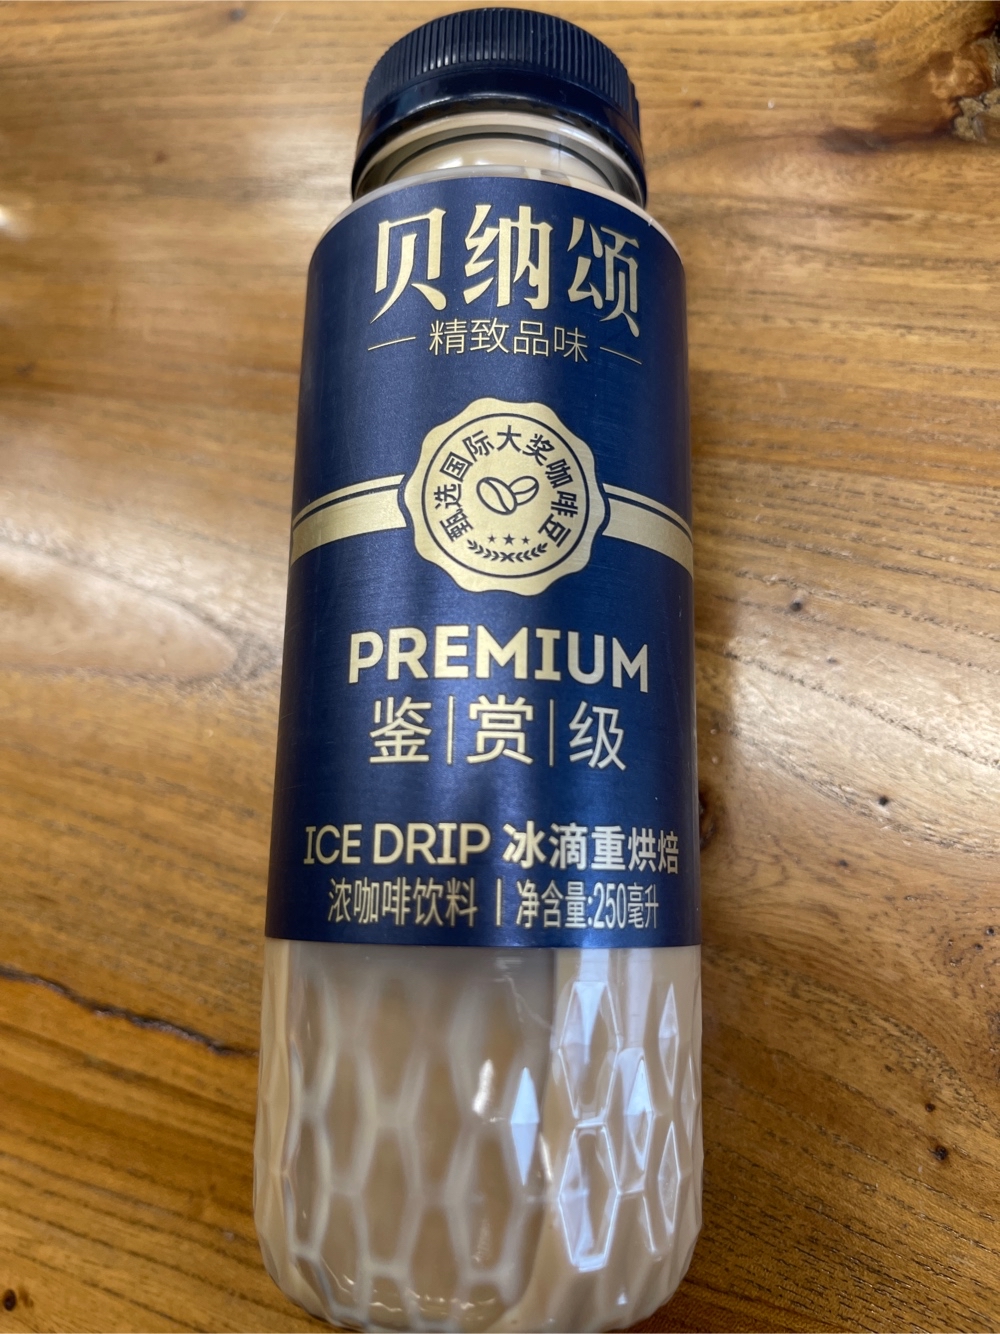 贝纳颂
精致品味
甄选国际大奖咖啡豆
PREMIUM
鉴|赏|级
ICE DRIP 冰滴重烘焙
浓咖啡饮料 | 净含量:250毫升